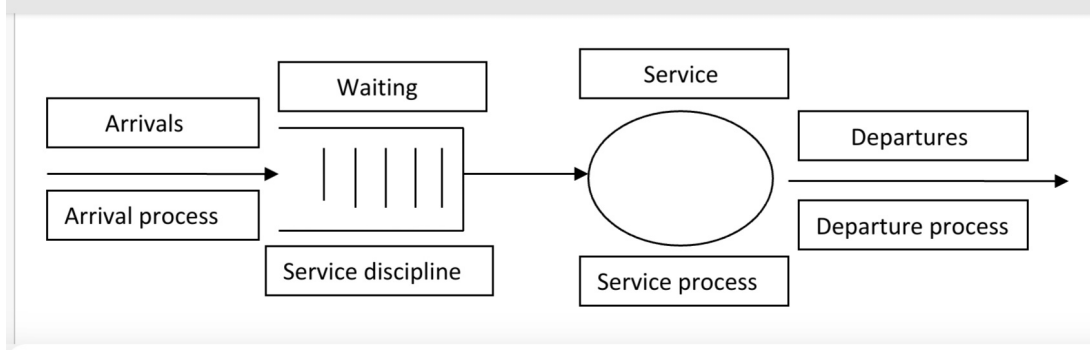 Arrivals
Arrival process
Waiting
Service discipline
Service
Service process
Departures
Departure process